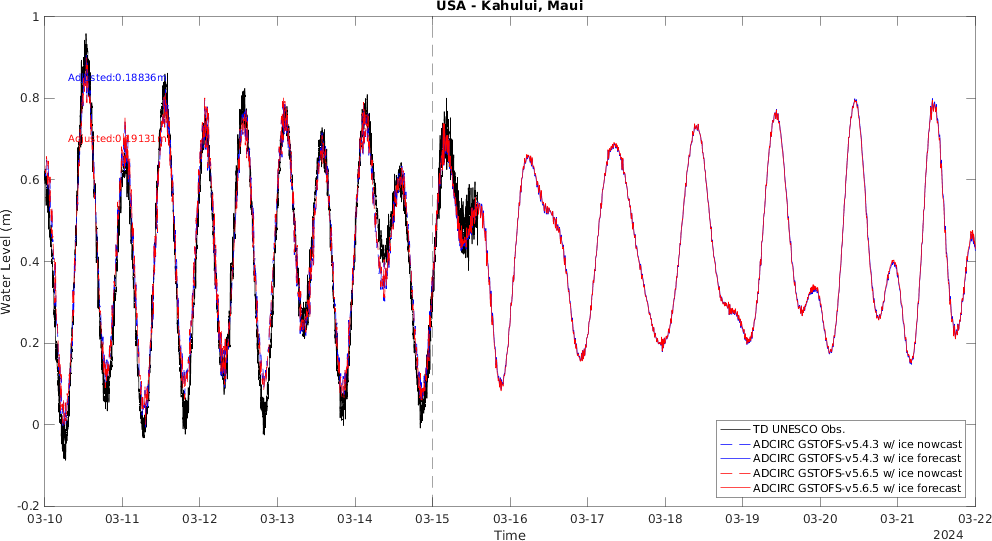 USA - Kahului, Maui
1
0.8
0.6
0.4
0.2
0
-0.2
Water Level (m)
Adjusted:0.18836m
Adjusted:0.19131m
TD UNESCO Obs.
ADCIRC GSTOFS-v5.4.3 w/ ice nowcast
ADCIRC GSTOFS-v5.4.3 w/ ice forecast
ADCIRC GSTOFS-v5.6.5 w/ ice nowcast
ADCIRC GSTOFS-v5.6.5 w/ ice forecast
03-10 03-11 03-12 03-13 03-14 03-15 03-16 03-17 03-18 03-19 03-20 03-21 03-22
Time
2024